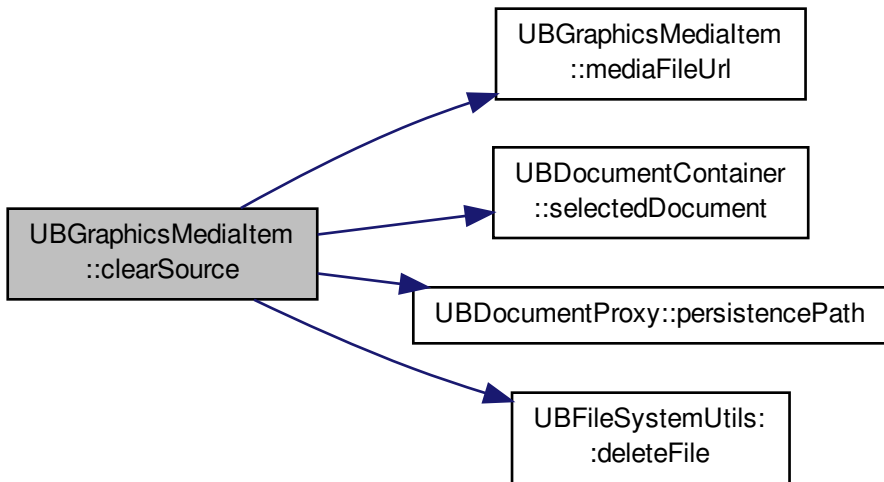 UBGraphicsMediaItem
::mediaFileUrl
UBDocumentContainer
::selectedDocument
UBGraphicsMediaItem
::clearSource
UBDocumentProxy::persistencePath
UBFileSystemUtils:
:deleteFile